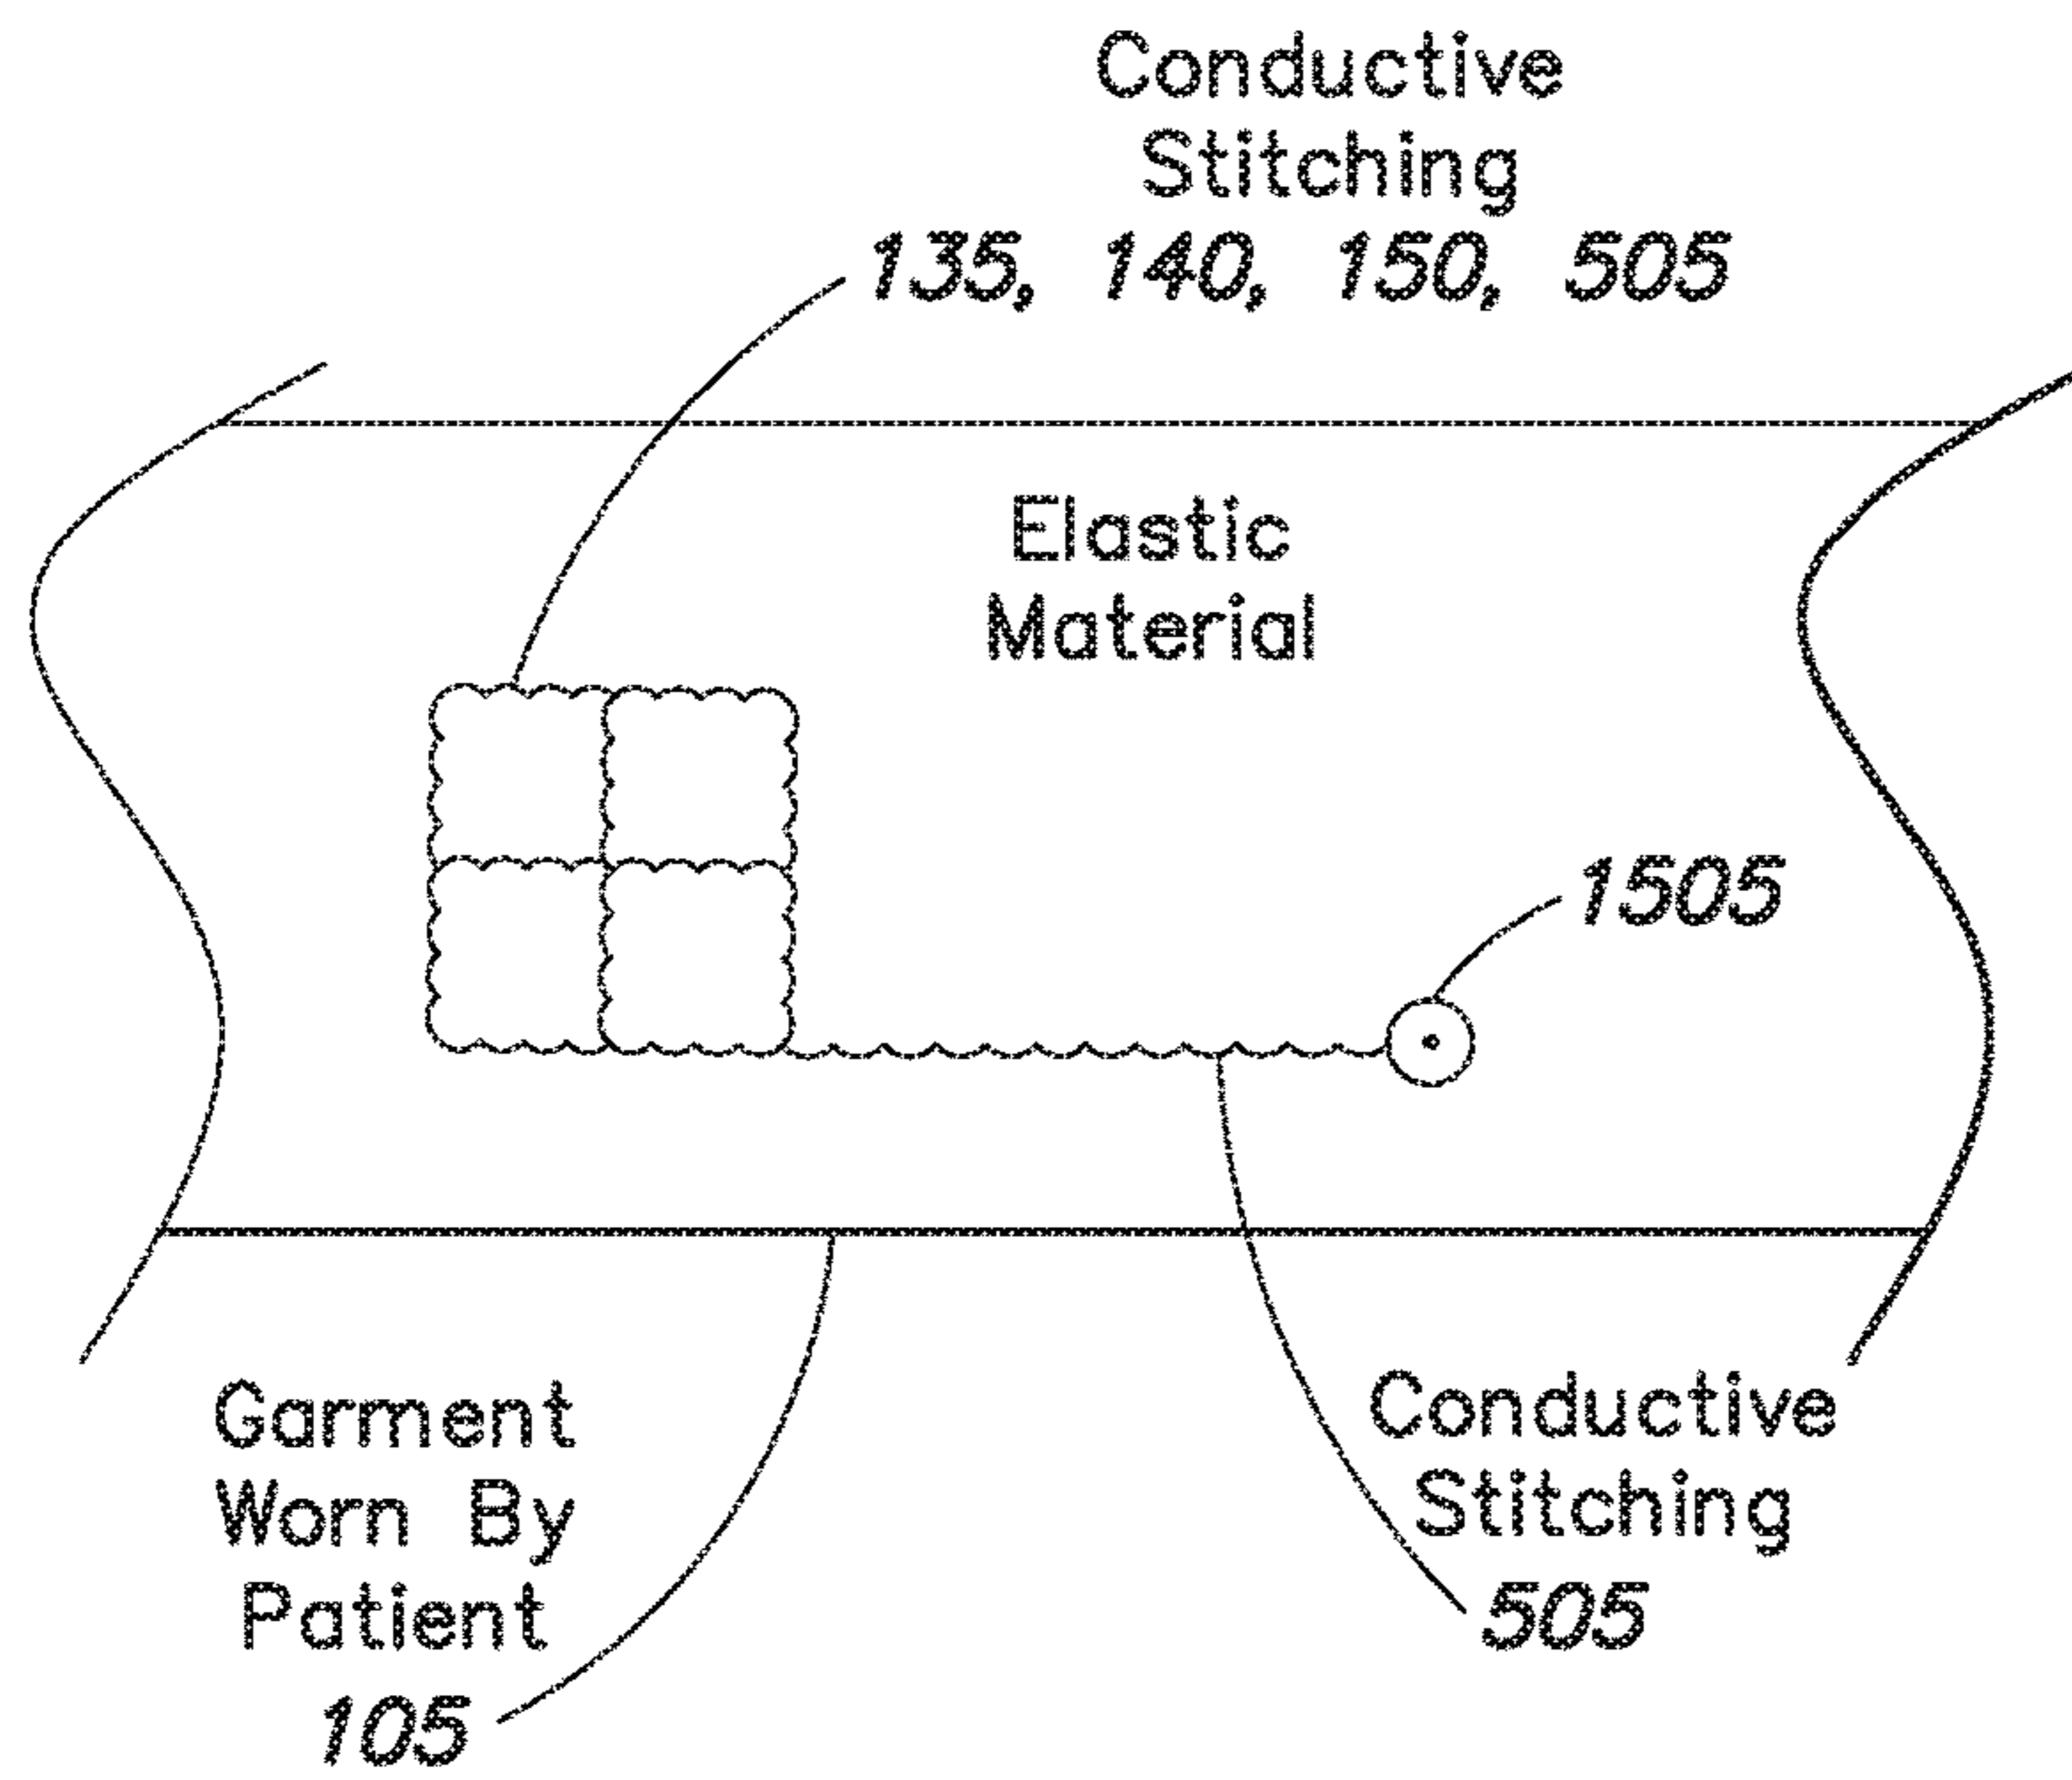 Conductive
Stitching
135, 140, 150, 505
Elastic
Material
1505
Garment
Worn By
Patient
105
Conductive
Stitching
505